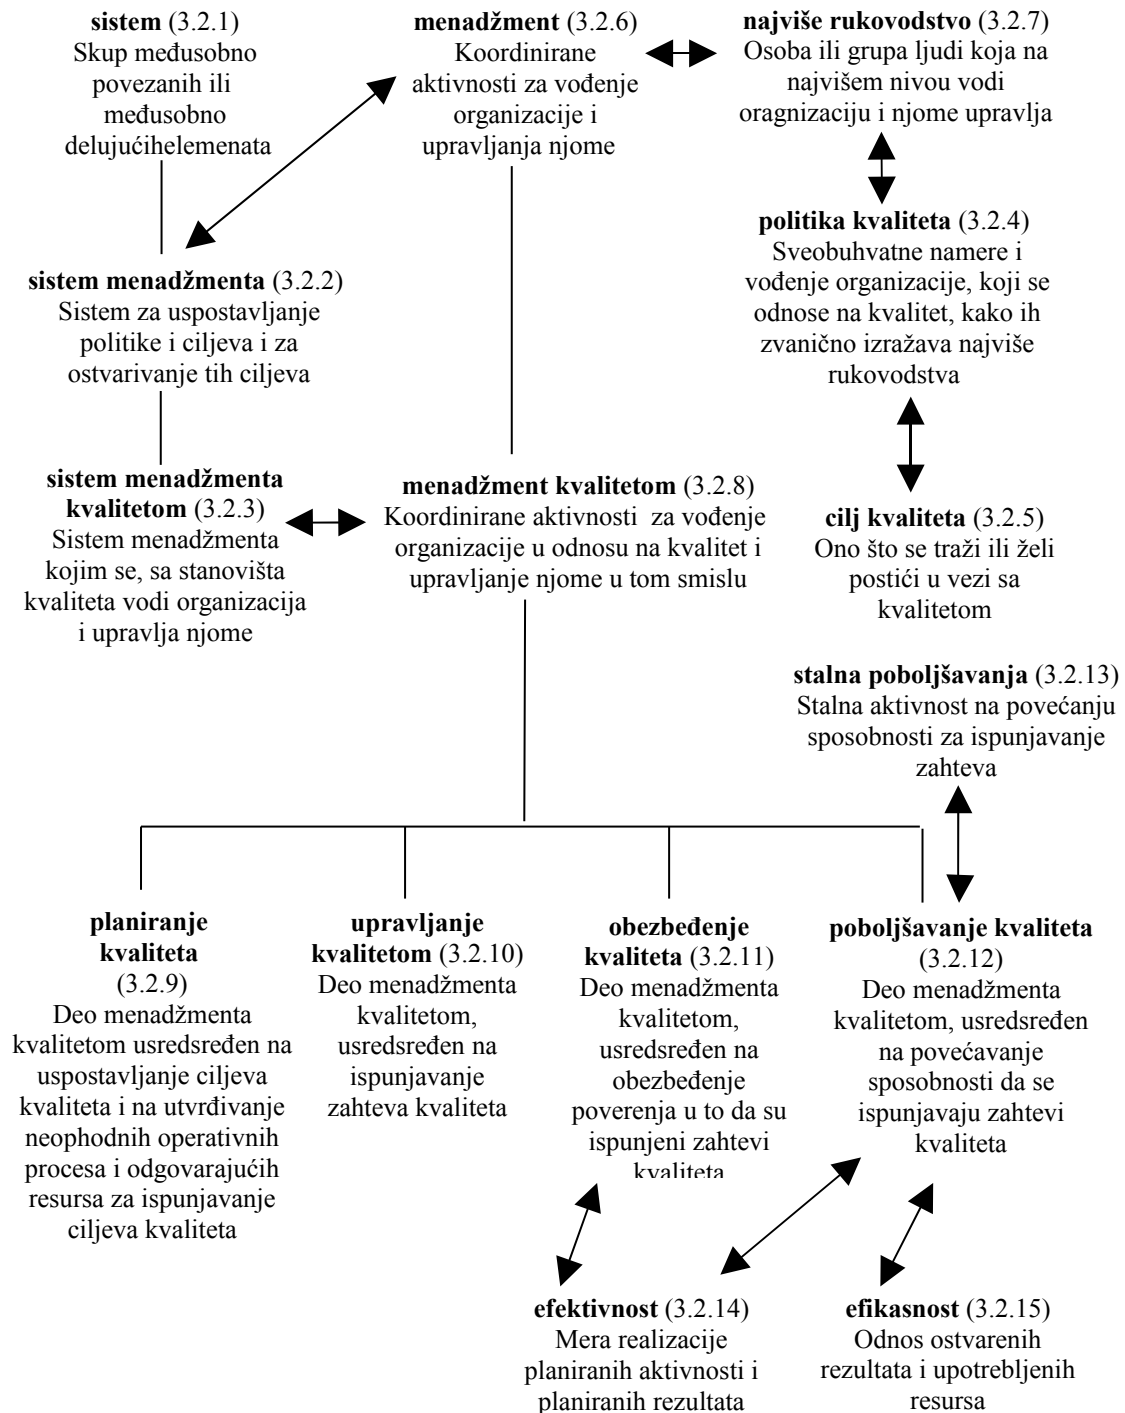 sistem (3.2.1)
Skup međusobno
povezanih ili
međusobno
delujućihelemenata
menadžment (3.2.6)
Koordinirane
aktivnosti za vođenje
organizacije i
upravljanja njome
najviše rukovodstvo (3.2.7)
Osoba ili grupa ljudi koja na
najvišem nivou vodi
oragnizaciju i njome upravlja
politika kvaliteta (3.2.4)
Sveobuhvatne namere i
vođenje organizacije, koji se
odnose na kvalitet, kako ih
zvanično izražava najviše
rukovodstva
sistem menadžmenta (3.2.2)
Sistem za uspostavljanje
politike i ciljeva i za
ostvarivanje tih ciljeva
sistem menadžmenta
kvalitetom (3.2.3)
Sistem menadžmenta
kojim se, sa stanovišta
kvaliteta vodi organizacija
i upravlja njome
menadžment kvalitetom (3.2.8)
Koordinirane aktivnosti za vođenje
organizacije u odnosu na kvalitet i
upravljanje njome u tom smislu
cilj kvaliteta (3.2.5)
Ono što se traži ili želi
postići u vezi sa
kvalitetom
stalna poboljšavanja (3.2.13)
Stalna aktivnost na povećanju
sposobnosti za ispunjavanje
zahteva
planiranje
kvaliteta
(3.2.9)
Deo menadžmenta
kvalitetom usredsređen na
uspostavljanje ciljeva
kvaliteta i na utvrđivanje
neophodnih operativnih
procesa i odgovarajućih
resursa za ispunjavanje
ciljeva kvaliteta
upravljanje
kvalitetom (3.2.10)
Deo menadžmenta
kvalitetom,
usredsređen na
ispunjavanje
zahteva kvaliteta
obezbeđenje
kvaliteta (3.2.11)
Deo menadžmenta
kvalitetom,
usredsređen na
obezbeđenje
poverenja u to da su
ispunjeni zahtevi
kvaliteta
poboljšavanje kvaliteta
(3.2.12)
Deo menadžmenta
kvalitetom, usredsređen
na povećavanje
sposobnosti da se
ispunjavaju zahtevi
kvaliteta
efektivnost (3.2.14)
Mera realizacije
planiranih aktivnosti i
planiranih rezultata
efikasnost (3.2.15)
Odnos ostvarenih
rezultata i upotrebljenih
resursa